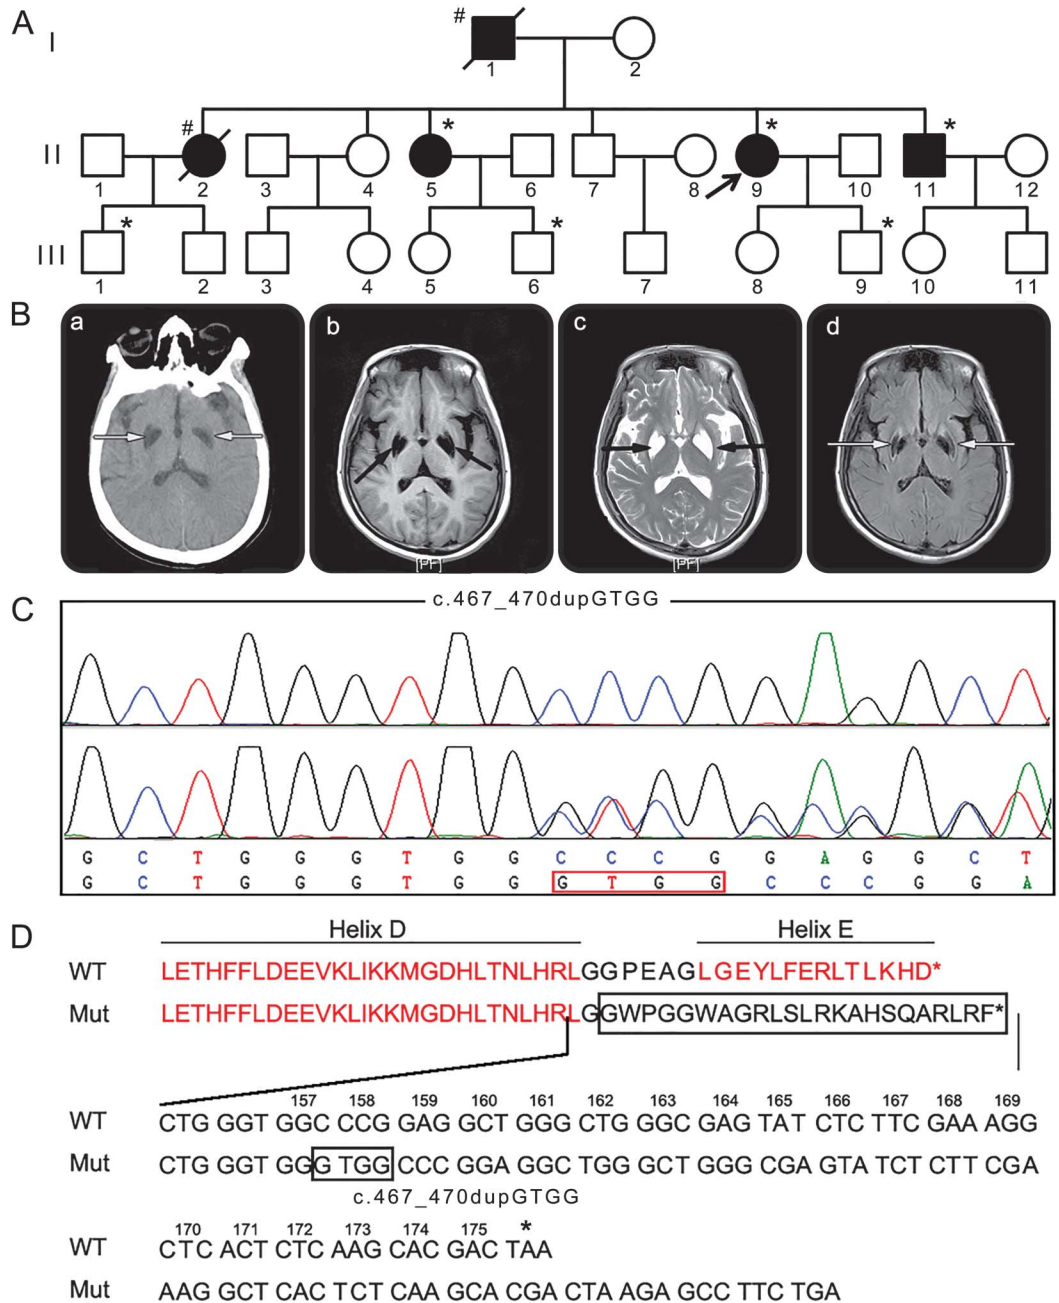 A
I
#
1
2
II
#
*
*
*
1
2
3
4
5
6
7
8
9
10
11
12
III
*
*
*
1
2
3
4
5
6
7
8
9
10
11
B
a
b
c
d
[PF]
[PF]
C
c.467_470dupGTGG
G C T G G G T G G C C C G G A G G C T
G C T G G G T G G G T G G C C C G G A
D
Helix D
Helix E
WT LETHFFLDEEVKLIKKMGDHLTNLHRLGGPEAGLGEYLFERLTLKHD*
Mut LETHFFLDEEVKLIKKMGDHLTNLHRLGGWPGGWAGRLSLRKAHSQARLRF*
157 158 159 160 161 162 163 164 165 166 167 168 169
WT CTG GGT GGC CCG GAG GCT GGG CTG GGC GAG TAT CTC TTC GAA AGG
Mut CTG GGT GGG TGG CCC GGA GGC TGG GCT GGG CGA GTA TCT CTT CGA
c.467_470dupGTGG
170 171 172 173 174 175 *
WT CTC ACT CTC AAG CAC GAC TAA
Mut AAG GCT CAC TCT CAA GCA CGA CTA AGA GCC TTC TGA